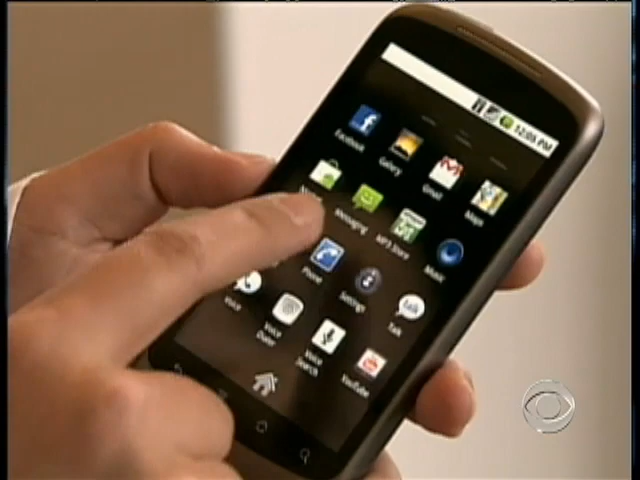 12:05 PM
Facebook
Gallery
Gmail
Maps
Messaging
MP3 Store
Music
Phone
Settings
Talk
talk
Voice
Voice Dialer
Voice Search
YouTube